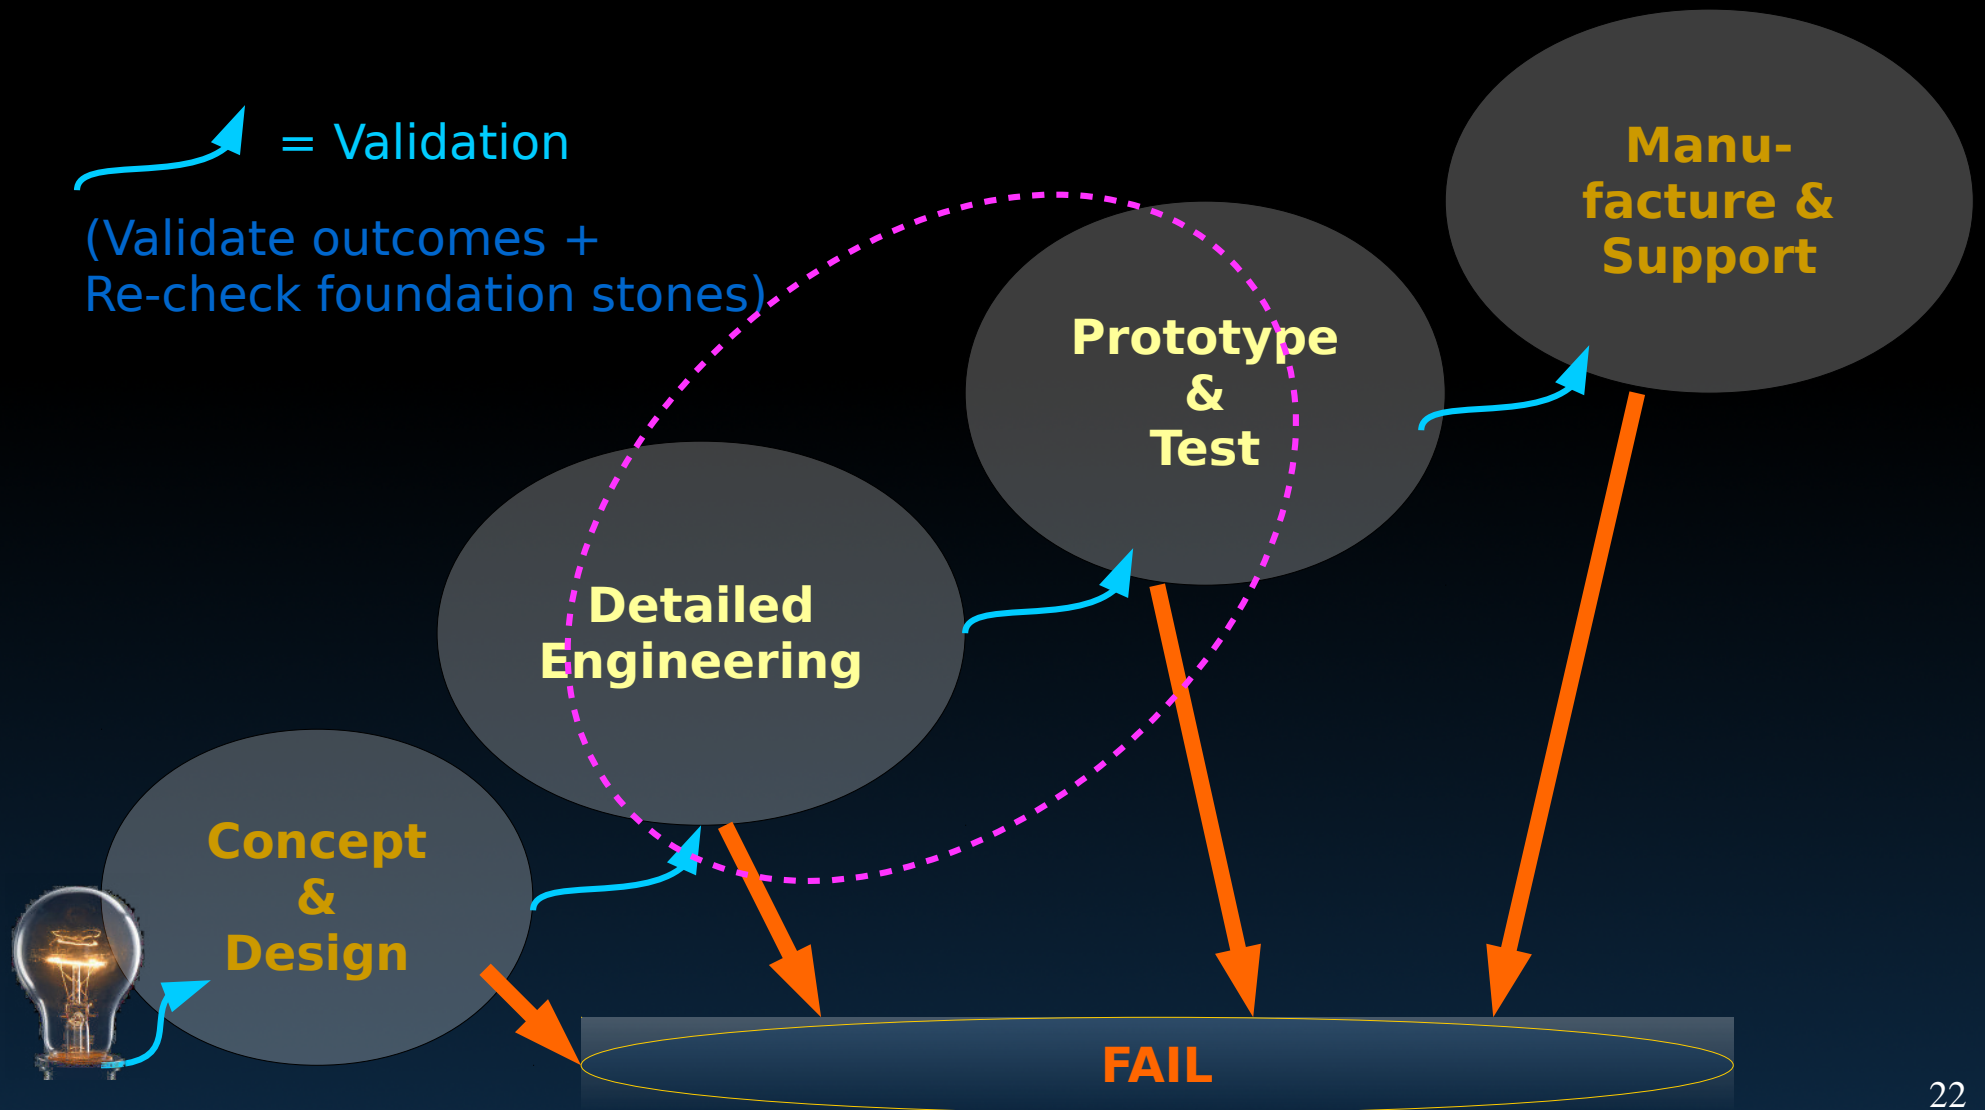 = Validation
(Validate outcomes +
Re-check foundation stones)
Manu-
facture &
Support
Prototype
&
Test
Detailed
Engineering
Concept
&
Design
FAIL
22